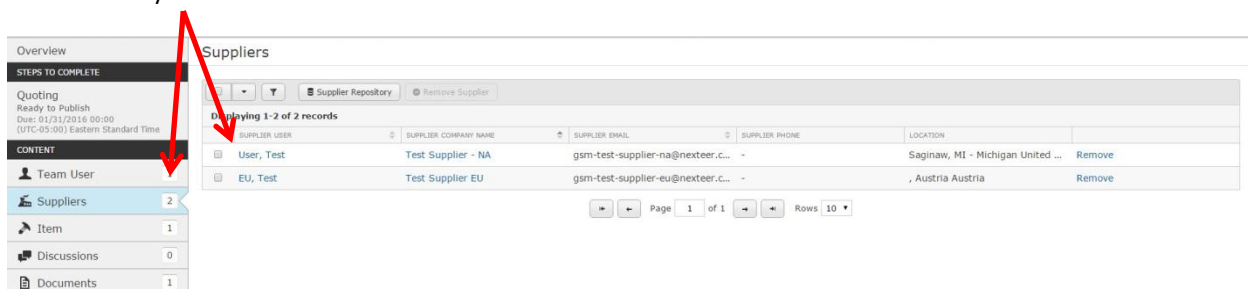 Overview
STEPS TO COMPLETE
Quoting
Ready to Publish
Due: 01/31/2016 00:00
(UTC-05:00) Eastern Standard Time
CONTENT
Team User
Suppliers 2
Item 1
Discussions 0
Documents 1
Suppliers
Supplier Repository Remove Supplier
Displaying 1-2 of 2 records
SUPPLIER USER SUPPLIER COMPANY NAME SUPPLIER EMAIL SUPPLIER PHONE LOCATION
User, Test Test Supplier - NA gsm-test-supplier-na@nexteer.c... - Saginaw, MI - Michigan United ... Remove
EU, Test Test Supplier EU gsm-test-supplier-eu@nexteer.c... - , Austria Austria Remove
Page 1 of 1 Rows 10